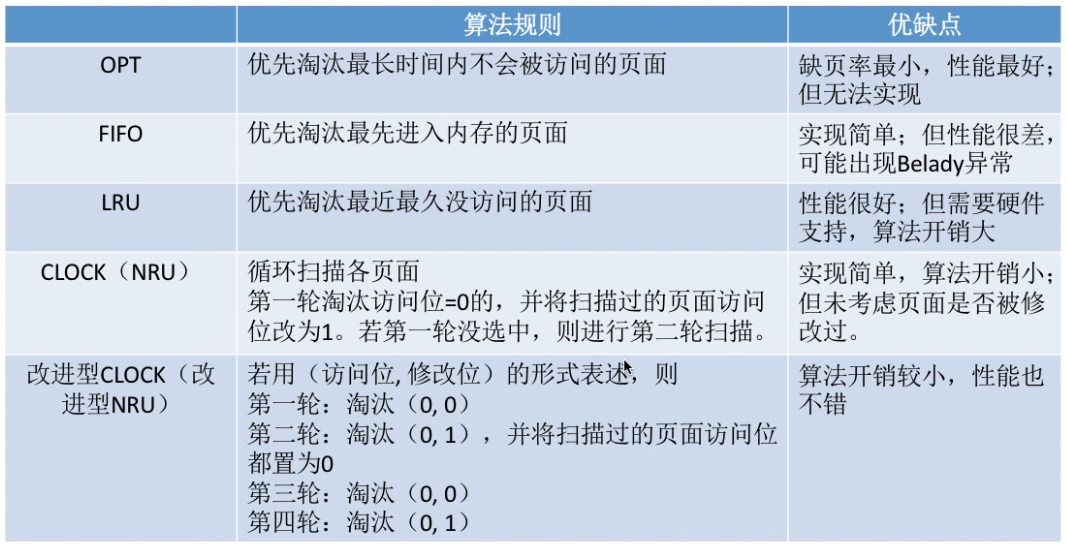 算法规则
优缺点
OPT
优先淘汰最长时间内不会被访问的页面
缺页率最小，性能最好；
但无法实现
FIFO
优先淘汰最先进入内存的页面
实现简单；但性能很差，
可能出现Belady异常
LRU
优先淘汰最近最久没访问的页面
性能很好；但需要硬件
支持，算法开销大
CLOCK（NRU）
循环扫描各页面
第一轮淘汰访问位=0的，并将扫描过的页面访问
位改为1。若第一轮没选中，则进行第二轮扫描。
实现简单，算法开销小；
但未考虑页面是否被修
改过。
改进型CLOCK（改
进型NRU）
若用（访问位, 修改位）的形式表述，则
第一轮：淘汰（0, 0）
第二轮：淘汰（0, 1），并将扫描过的页面访问位
都置为0
第三轮：淘汰（0, 0）
第四轮：淘汰（0, 1）
算法开销较小，性能也
不错